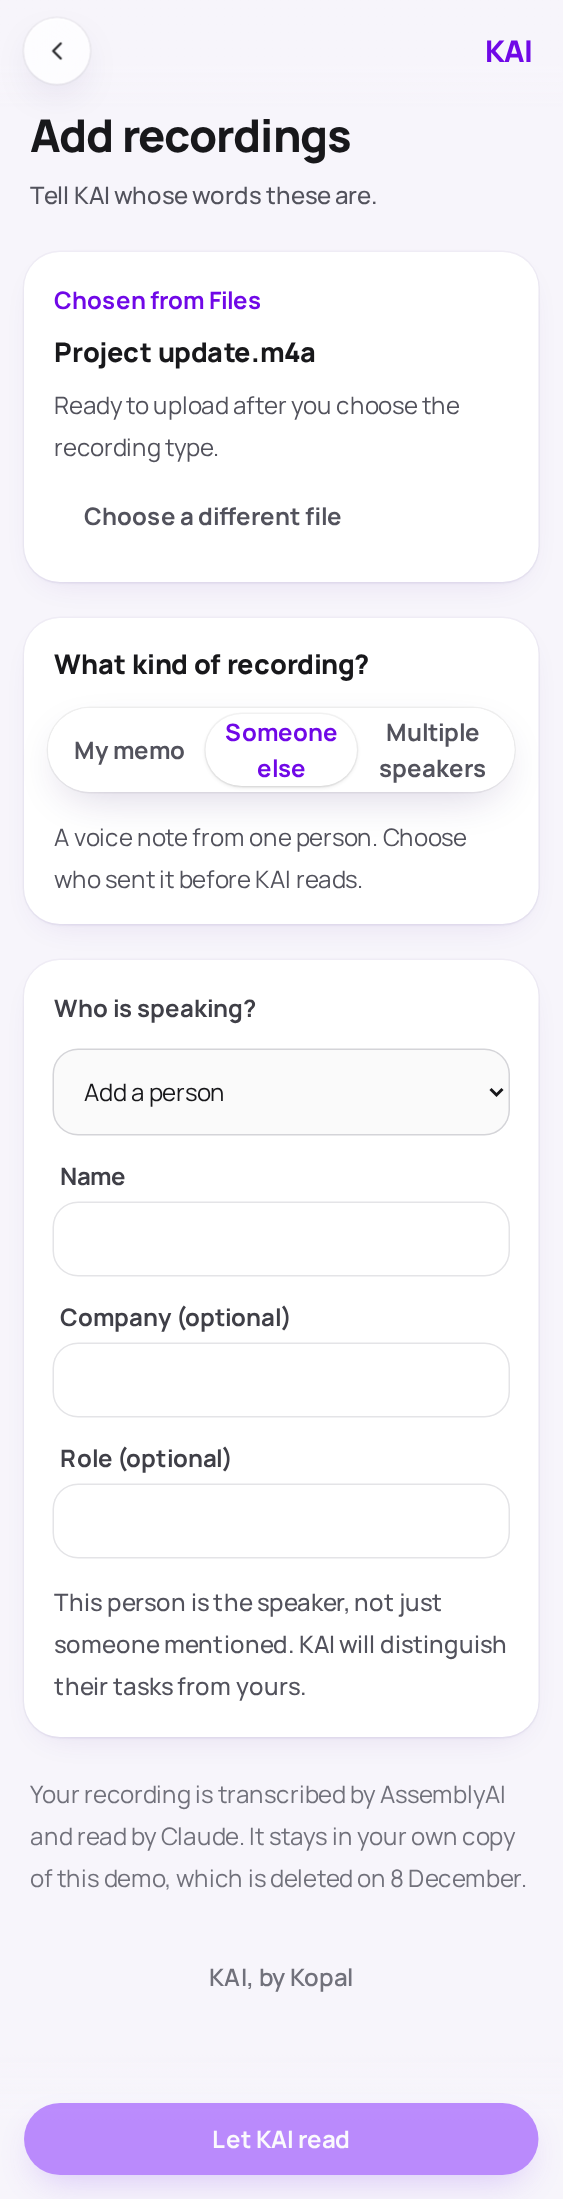 KAI
Add recordings
Tell KAI whose words these are.
Chosen from Files
Project update.m4a
Ready to upload after you choose the
recording type.
Choose a different file
What kind of recording?
My memo
Someone
else
Multiple
speakers
A voice note from one person. Choose
who sent it before KAI reads.
Who is speaking?
Add a person
Name
Company (optional)
Role (optional)
This person is the speaker, not just
someone mentioned. KAI will distinguish
their tasks from yours.
Your recording is transcribed by AssemblyAI
and read by Claude. It stays in your own copy
of this demo, which is deleted on 8 December.
KAI, by Kopal
Let KAI read